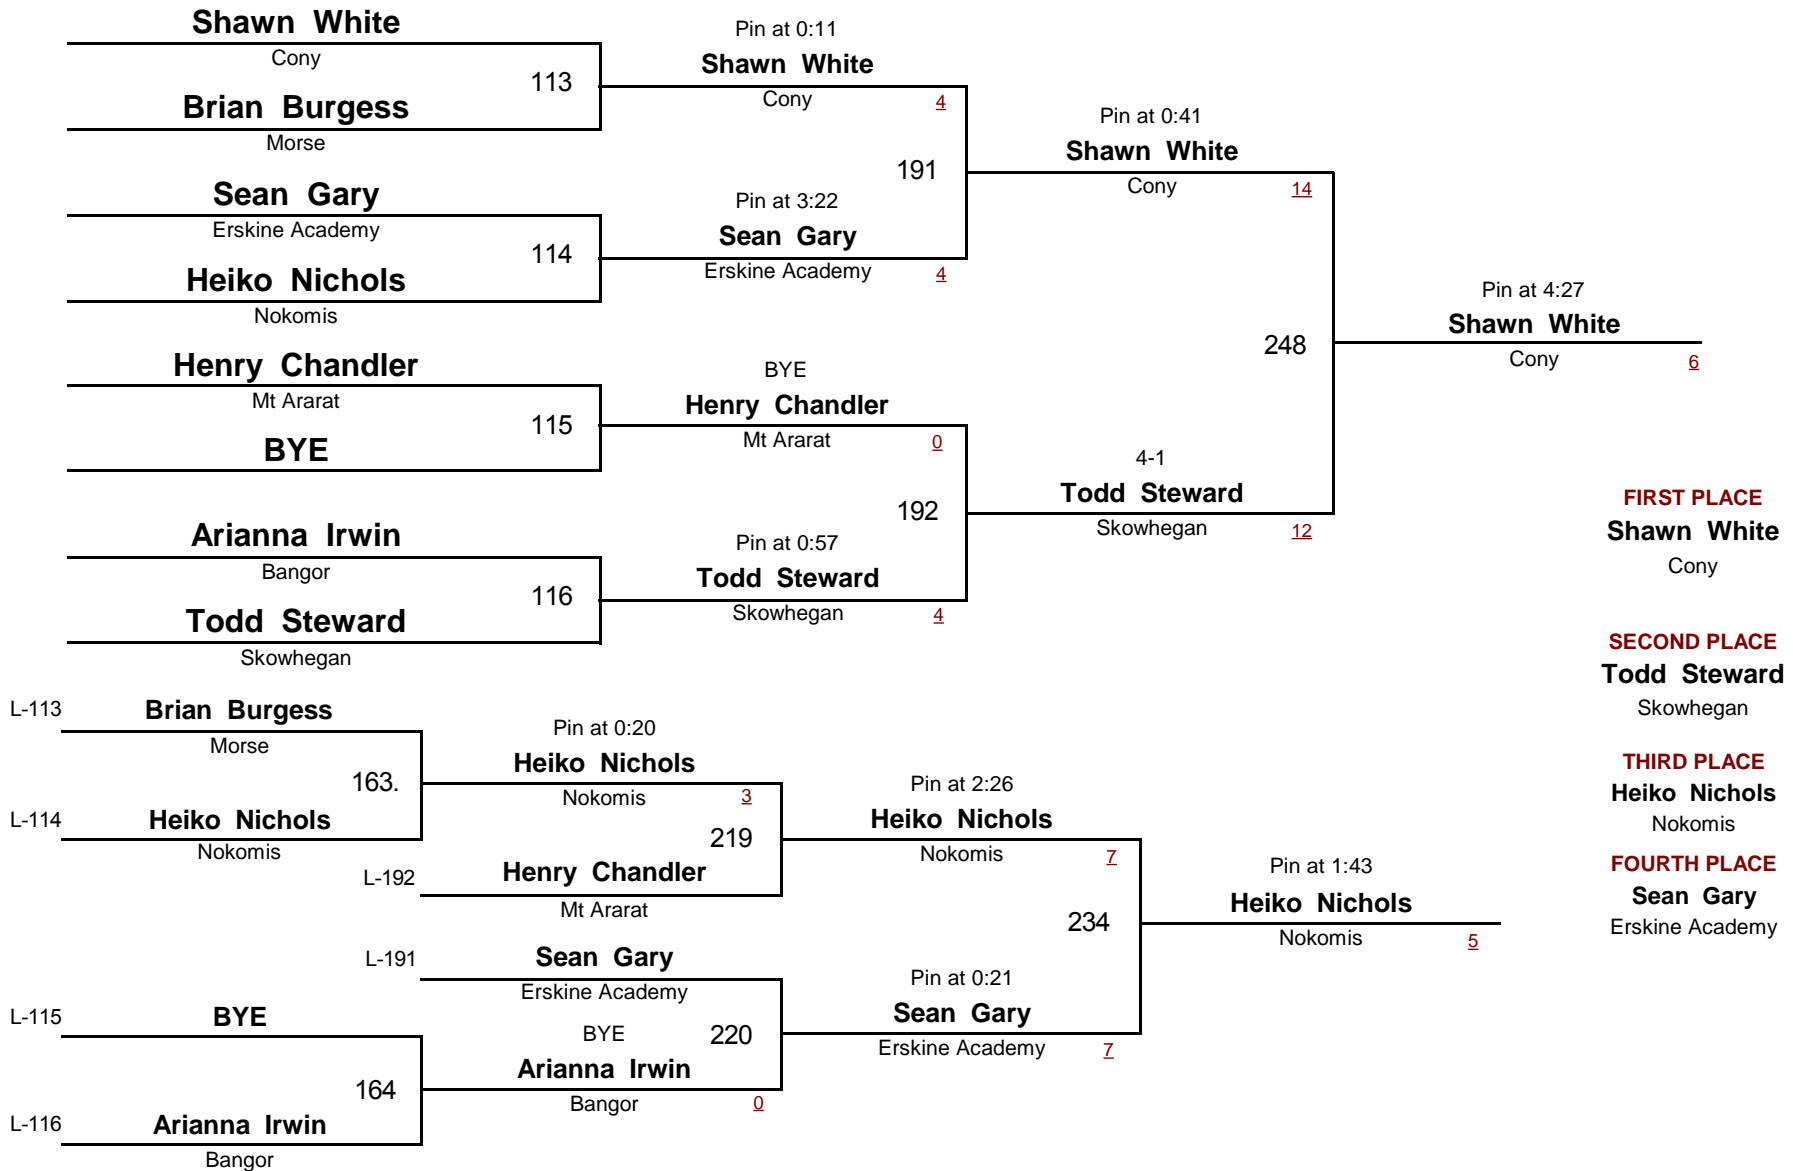 Shawn White
Cony
113
Brian Burgess
Morse
Sean Gary
Erskine Academy
114
Heiko Nichols
Nokomis
Henry Chandler
Mt Ararat
115
BYE
Arianna Irwin
Bangor
116
Todd Steward
Skowhegan
Pin at 0:11
Shawn White
Cony
4
191
Pin at 3:22
Sean Gary
Erskine Academy
4
BYE
Henry Chandler
Mt Ararat
0
192
Pin at 0:57
Todd Steward
Skowhegan
4
Pin at 0:41
Shawn White
Cony
14
248
4-1
Todd Steward
Skowhegan
12
Pin at 4:27
Shawn White
Cony
6
FIRST PLACE
Shawn White
Cony
SECOND PLACE
Todd Steward
Skowhegan
THIRD PLACE
Heiko Nichols
Nokomis
FOURTH PLACE
Sean Gary
Erskine Academy
L-113
Brian Burgess
Morse
163.
L-114
Heiko Nichols
Nokomis
L-115
BYE
164
L-116
Arianna Irwin
Bangor
Pin at 0:20
Heiko Nichols
Nokomis
3
219
L-192
Henry Chandler
Mt Ararat
L-191
Sean Gary
Erskine Academy
220
BYE
Arianna Irwin
Bangor
0
Pin at 2:26
Heiko Nichols
Nokomis
7
234
Pin at 0:21
Sean Gary
Erskine Academy
7
Pin at 1:43
Heiko Nichols
Nokomis
5